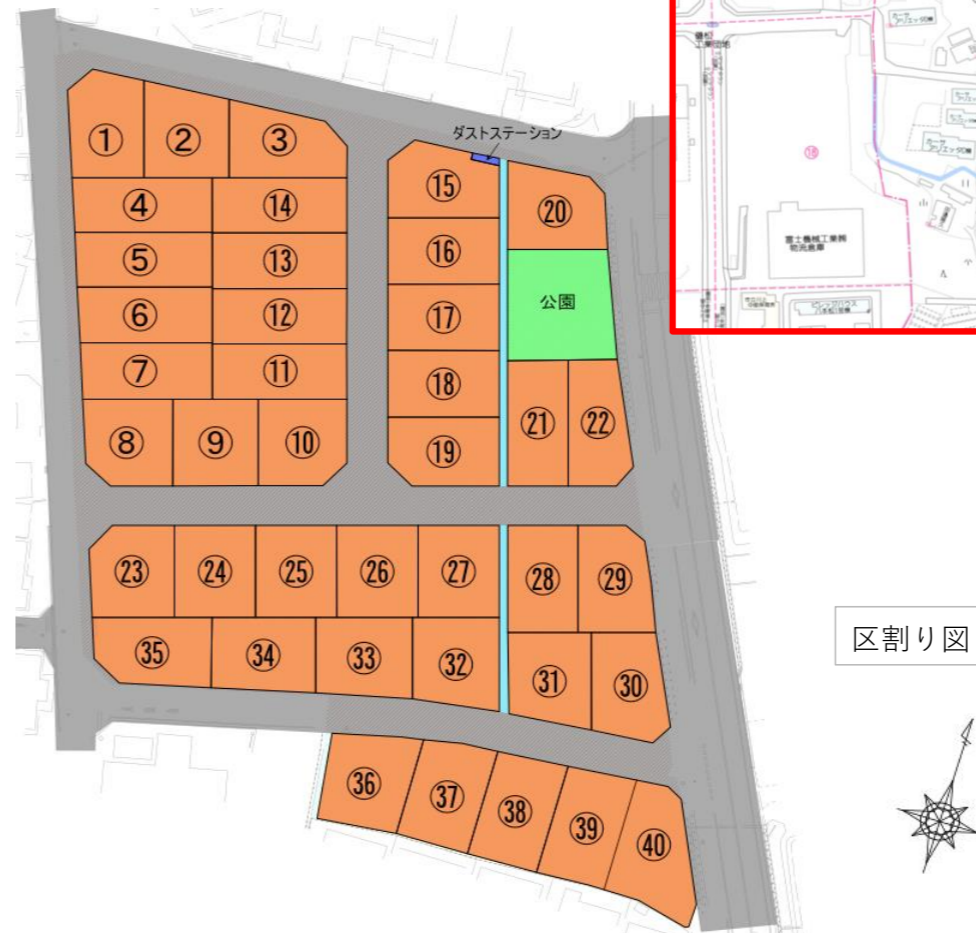 ① ② ③
④ ⑭
⑤ ⑬
⑥ ⑫
⑦ ⑪
⑧ ⑨ ⑩
ダストステーション
⑮
⑯
⑰
⑱
⑲
⑳
公園
㉑ ㉒
㉓ ㉔ ㉕ ㉖ ㉗
㉘ ㉙
㉟ ㉞ ㉝ ㉜
㉛ ㉚
㊱ ㊲ ㊳ ㊴ ㊵
⑱
富士機械工業㈱
区割り図